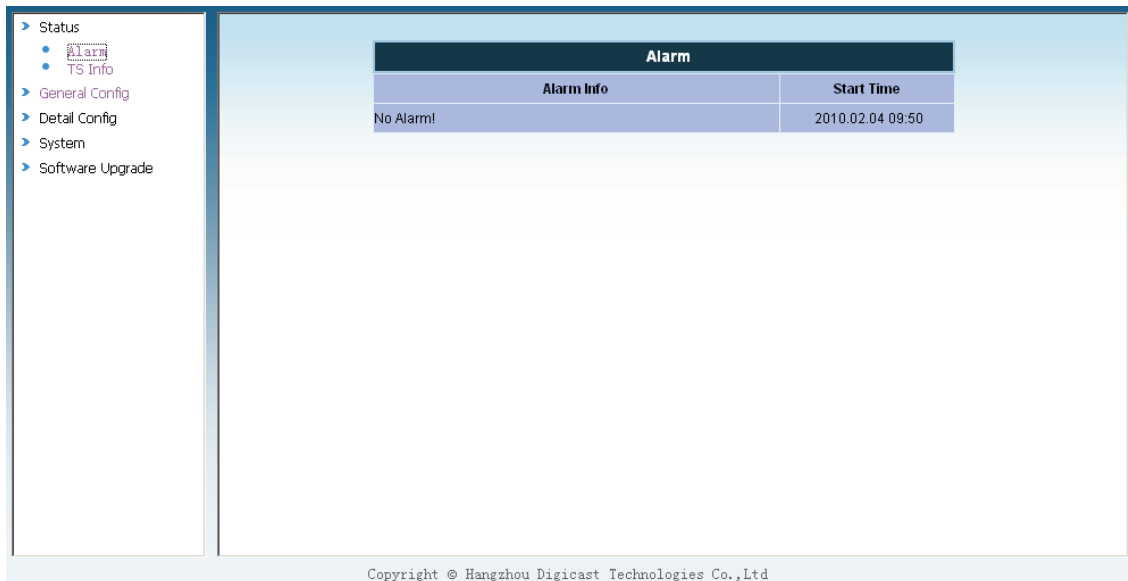 Status
Alarm
TS Info
General Config
Detail Config
System
Software Upgrade
Alarm
Alarm Info Start Time
No Alarm! 2010.02.04 09:50
Copyright © Hangzhou Digicast Technologies Co.,Ltd